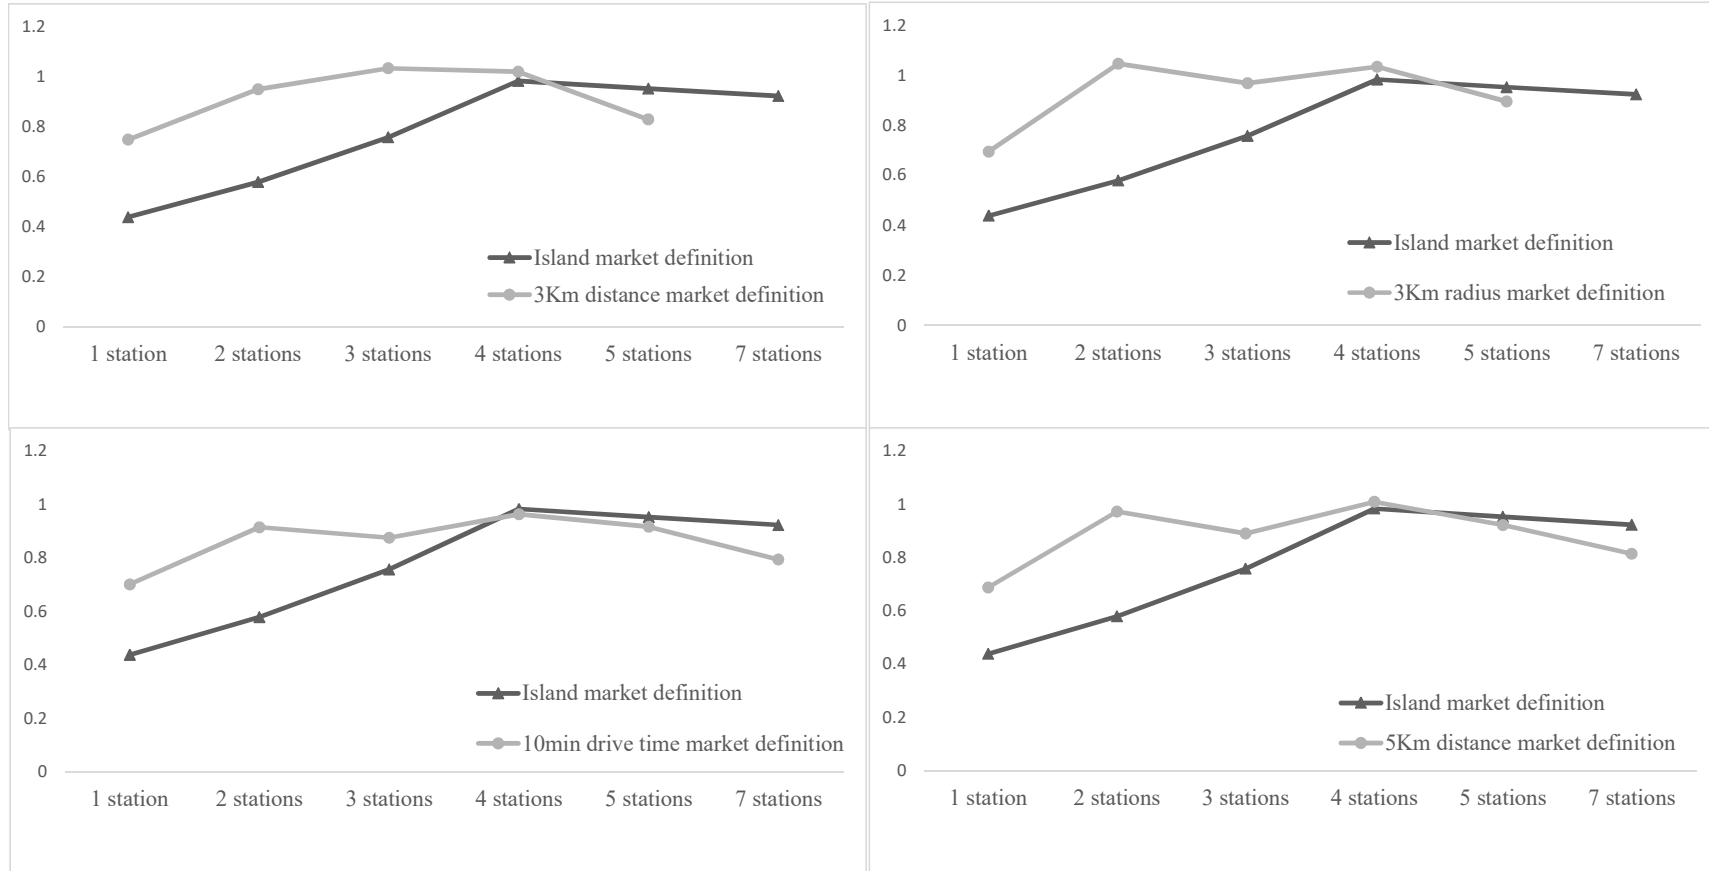 1.2
1
0.8
0.6
0.4
0.2
0
Island market definition
3Km distance market definition
1 station 2 stations 3 stations 4 stations 5 stations 7 stations
1.2
1
0.8
0.6
0.4
0.2
0
Island market definition
3Km radius market definition
1 station 2 stations 3 stations 4 stations 5 stations 7 stations
1.2
1
0.8
0.6
0.4
0.2
0
Island market definition
10min drive time market definition
1 station 2 stations 3 stations 4 stations 5 stations 7 stations
1.2
1
0.8
0.6
0.4
0.2
0
Island market definition
5Km distance market definition
1 station 2 stations 3 stations 4 stations 5 stations 7 stations